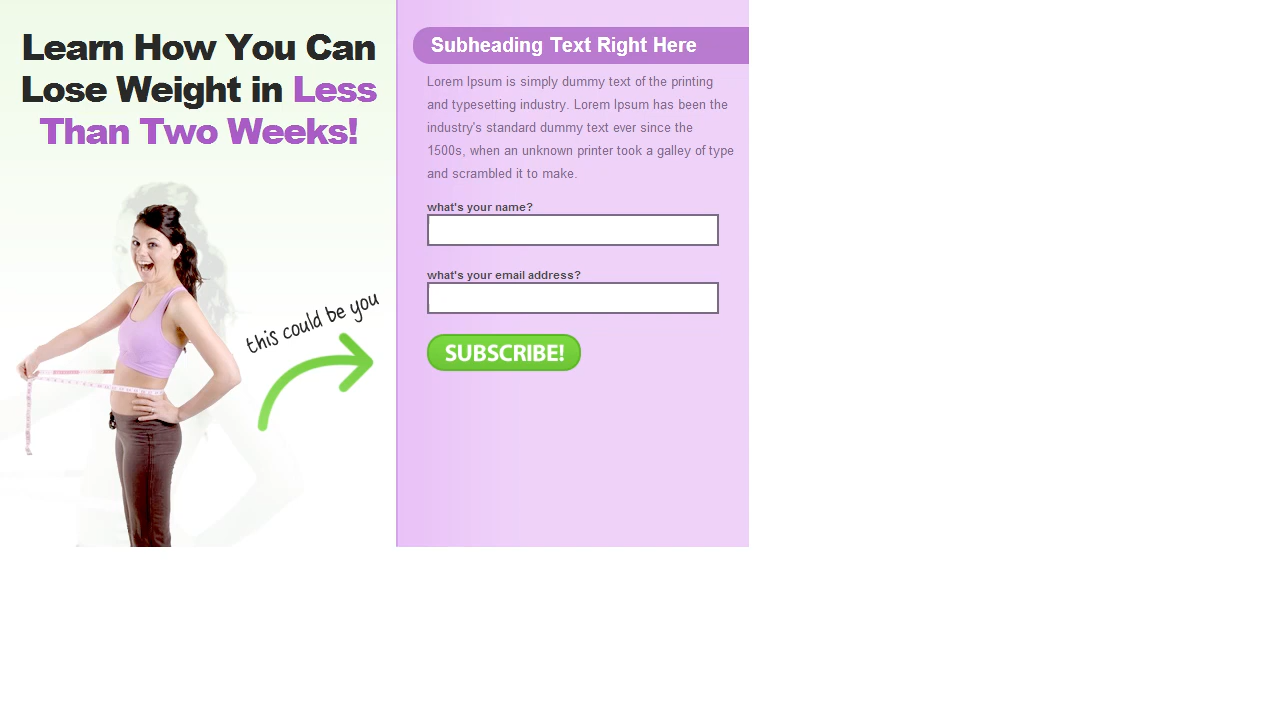 Learn How You Can
Lose Weight in Less
Than Two Weeks!
this could be you
Subheading Text Right Here
Lorem Ipsum is simply dummy text of the printing
and typesetting industry. Lorem Ipsum has been the
industry's standard dummy text ever since the
1500s, when an unknown printer took a galley of type
and scrambled it to make.
what's your name?
what's your email address?
SUBSCRIBE!